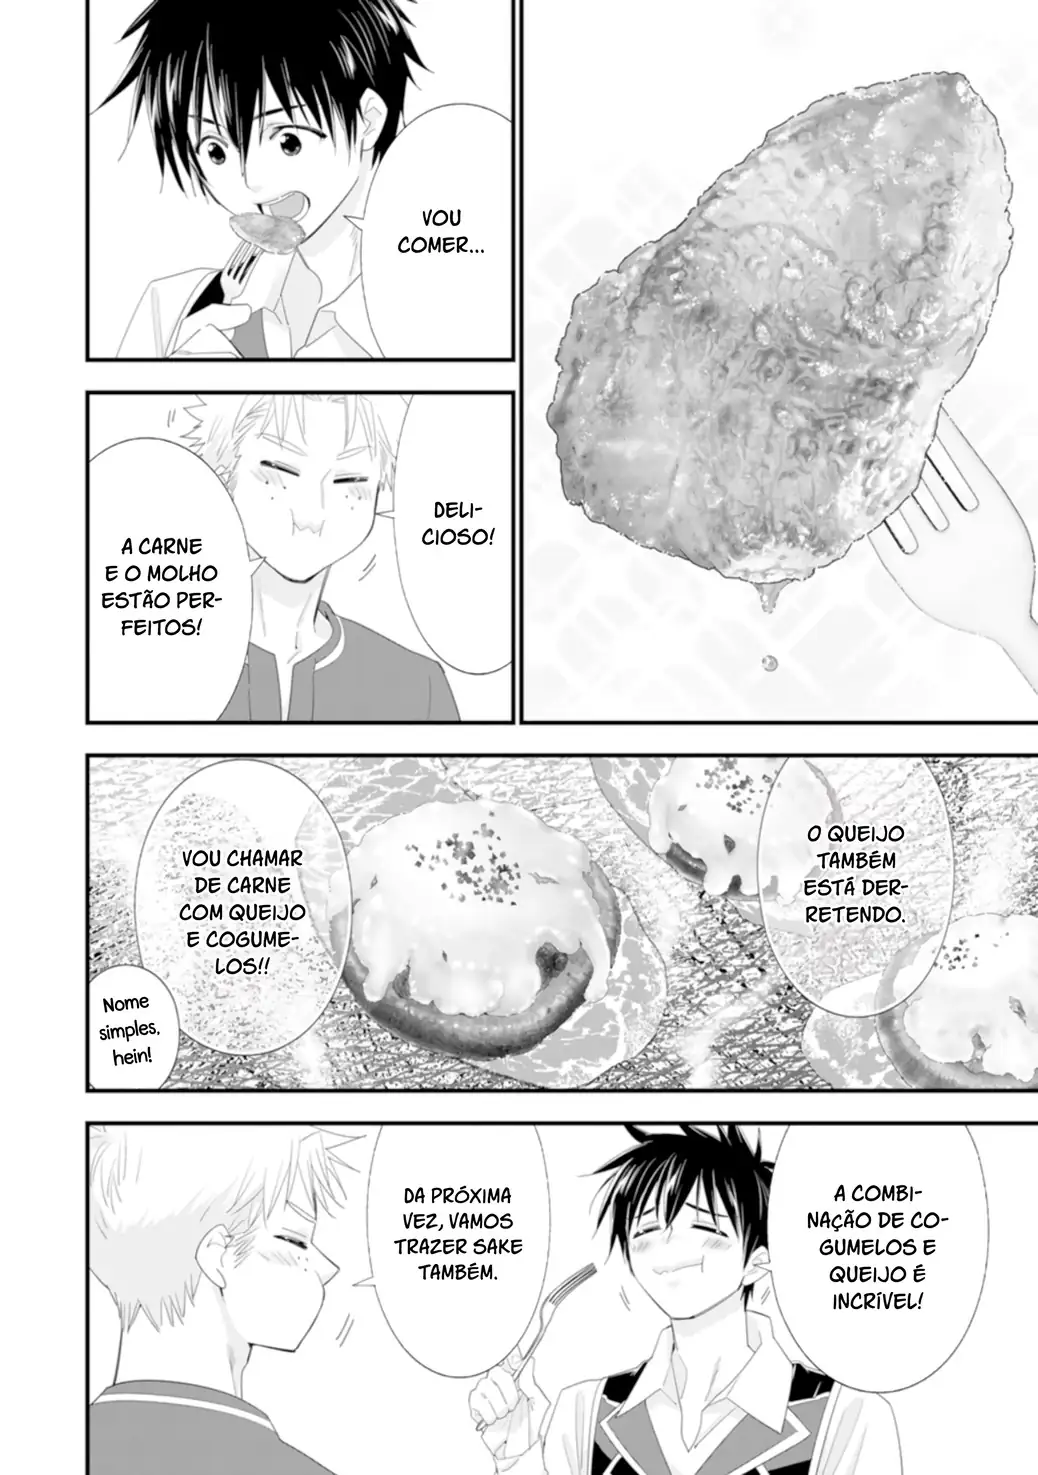 VOU
COMER...
DELI-
CIOSO!
A CARNE
E O MOLHO
ESTÃO PER-
FEITOS!
O QUEIJO
TAMBÉM
ESTÁ DER-
RETENDO.
VOU CHAMAR
DE CARNE
COM QUEIJO
E COGUME-
LOS!!
Nome
simples,
hein!
A COMBI-
NAÇÃO DE CO-
GUMELOS E
QUEIJO É
INCRÍVEL!
DA PRÓXIMA
VEZ, VAMOS
TRAZER SAKE
TAMBÉM.